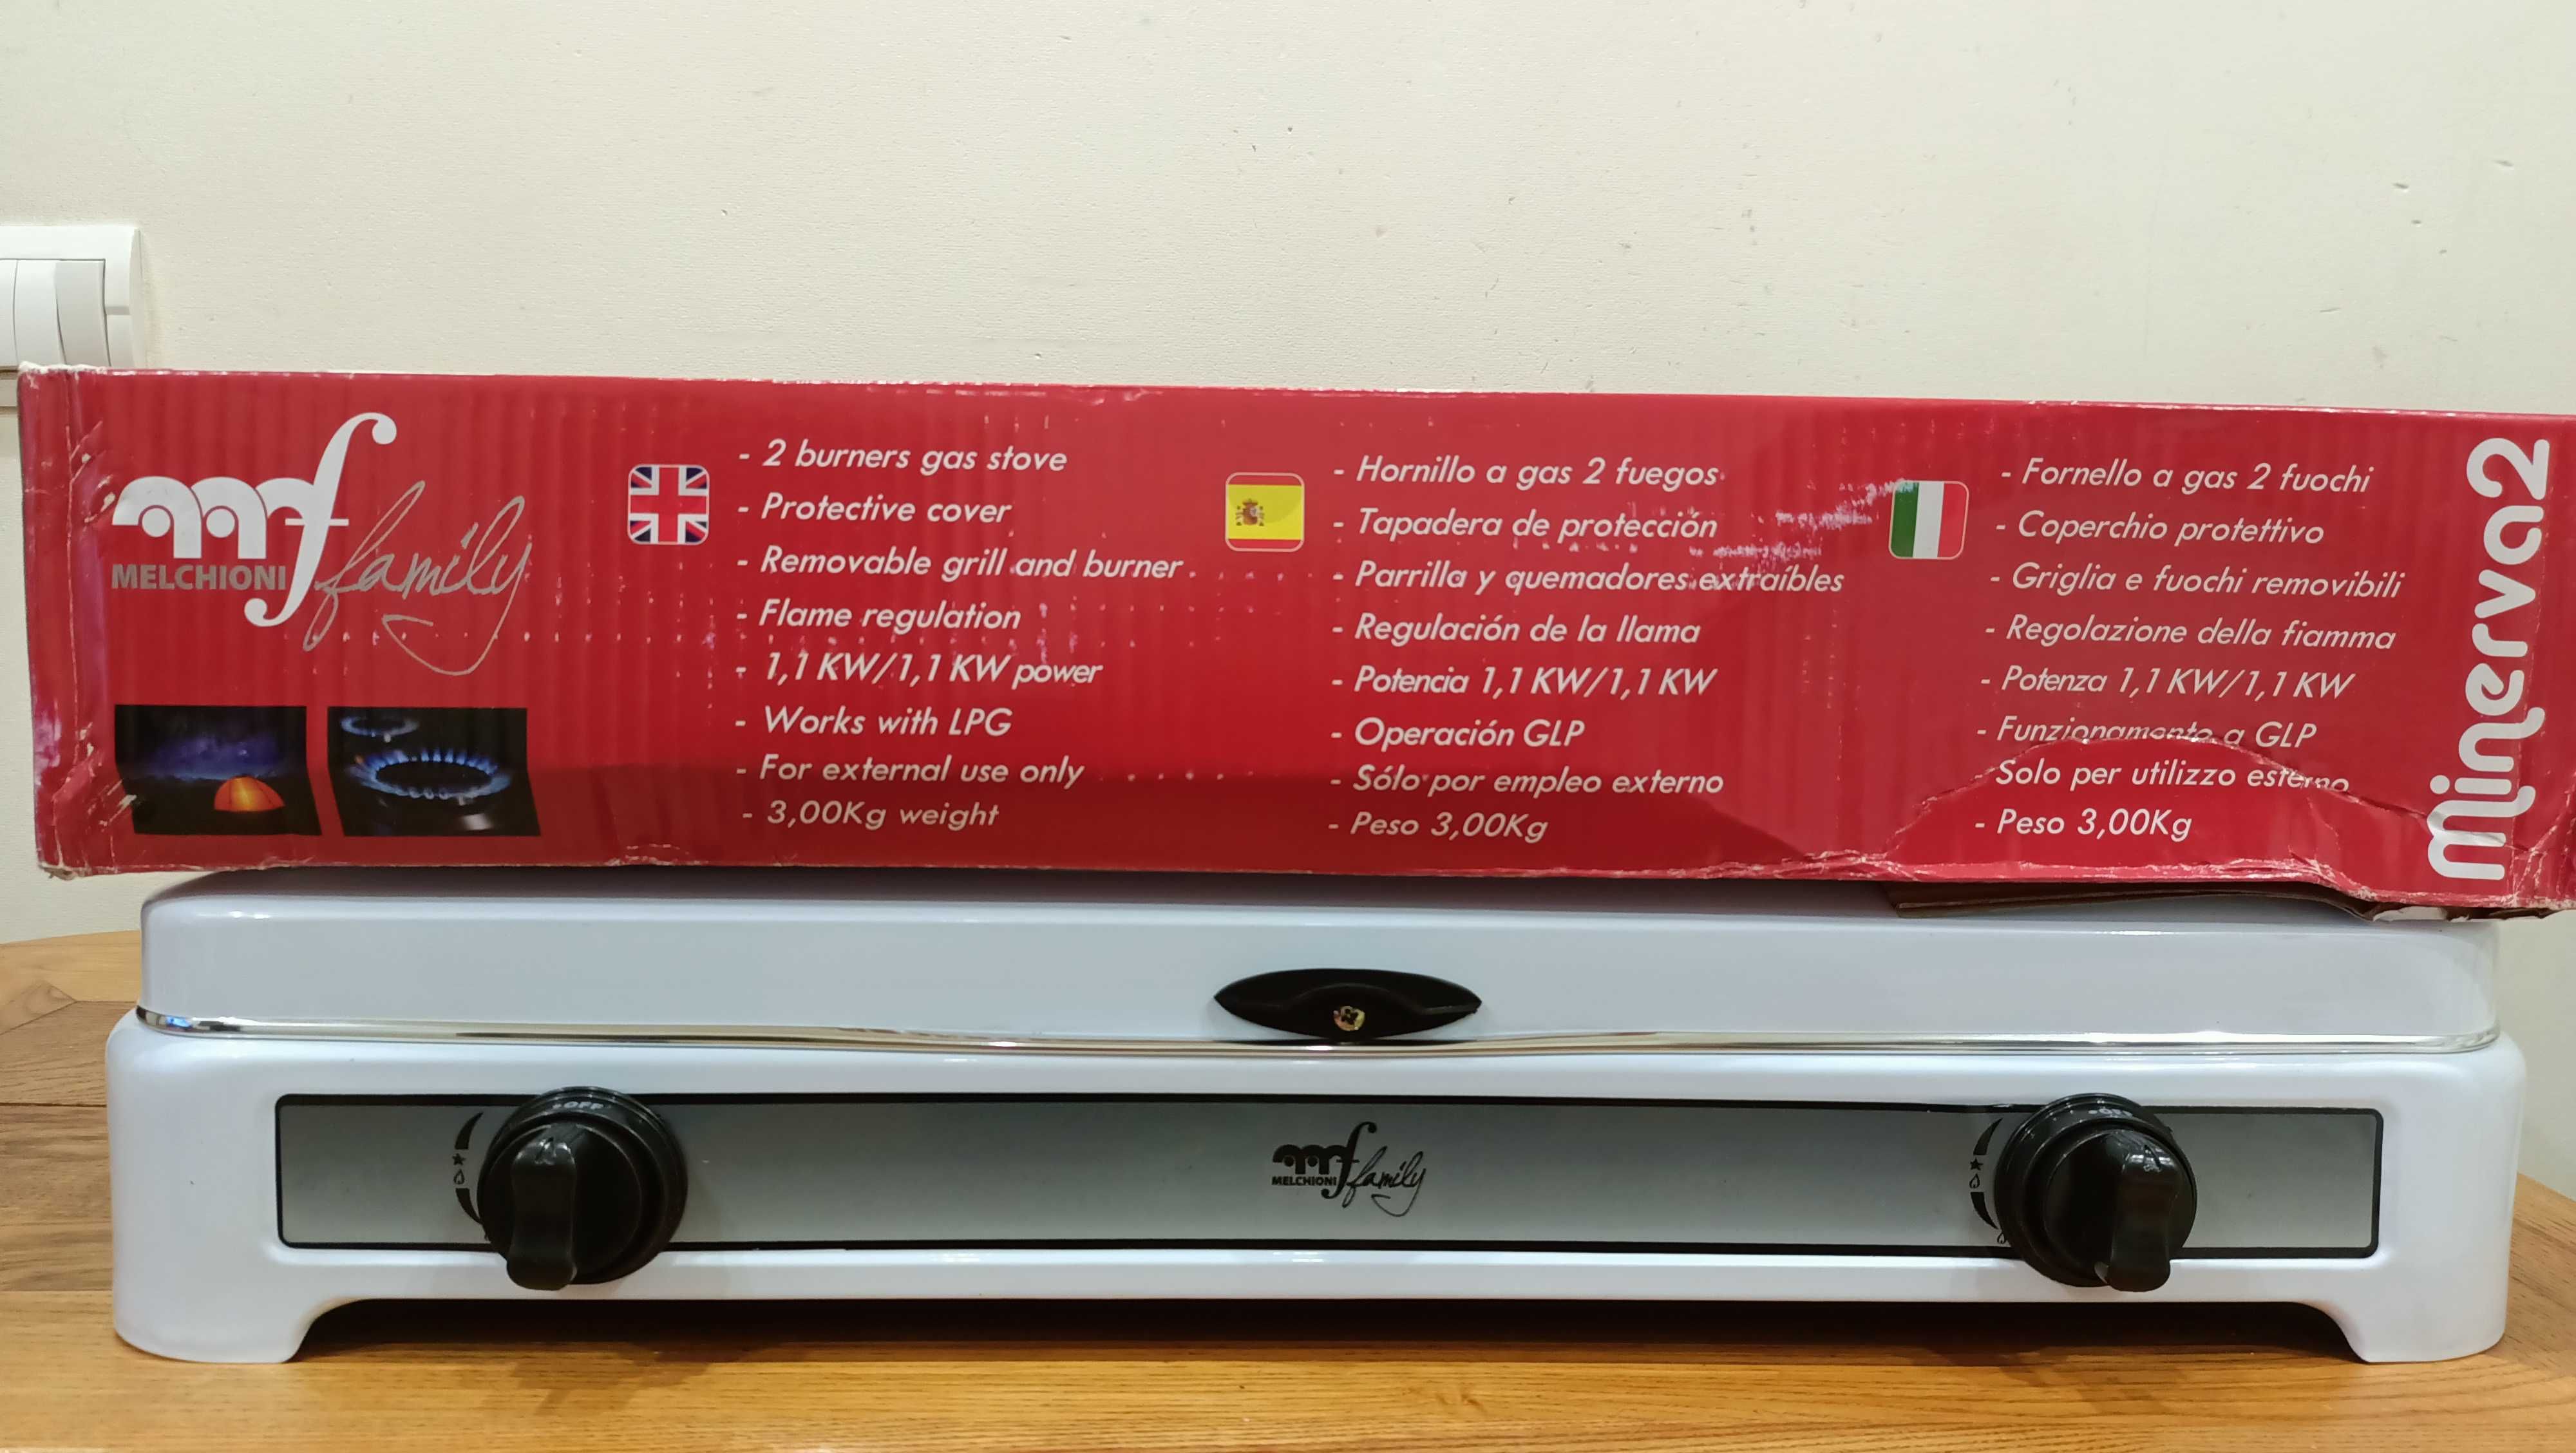 mf family
MELCHIONI
- 2 burners gas stove
- Protective cover
- Removable grill and burner
- Flame regulation
- 1,1 KW/1,1 KW power
- Works with LPG
- For external use only
- 3,00Kg weight
- Hornillo a gas 2 fuegos
- Tapadera de protección
- Parrilla y quemadores extraíbles
- Regulación de la llama
- Potencia 1,1 KW/1,1 KW
- Operación GLP
- Sólo por empleo externo
- Peso 3,00Kg
- Fornello a gas 2 fuochi
- Coperchio protettivo
- Griglia e fuochi removibili
- Regolazione della fiamma
- Potenza 1,1 KW/1,1 KW
- Funzionamento a GLP
- Solo per utilizzo esterno
- Peso 3,00Kg
minerva2
OFF
mf family
MELCHIONI
OFF